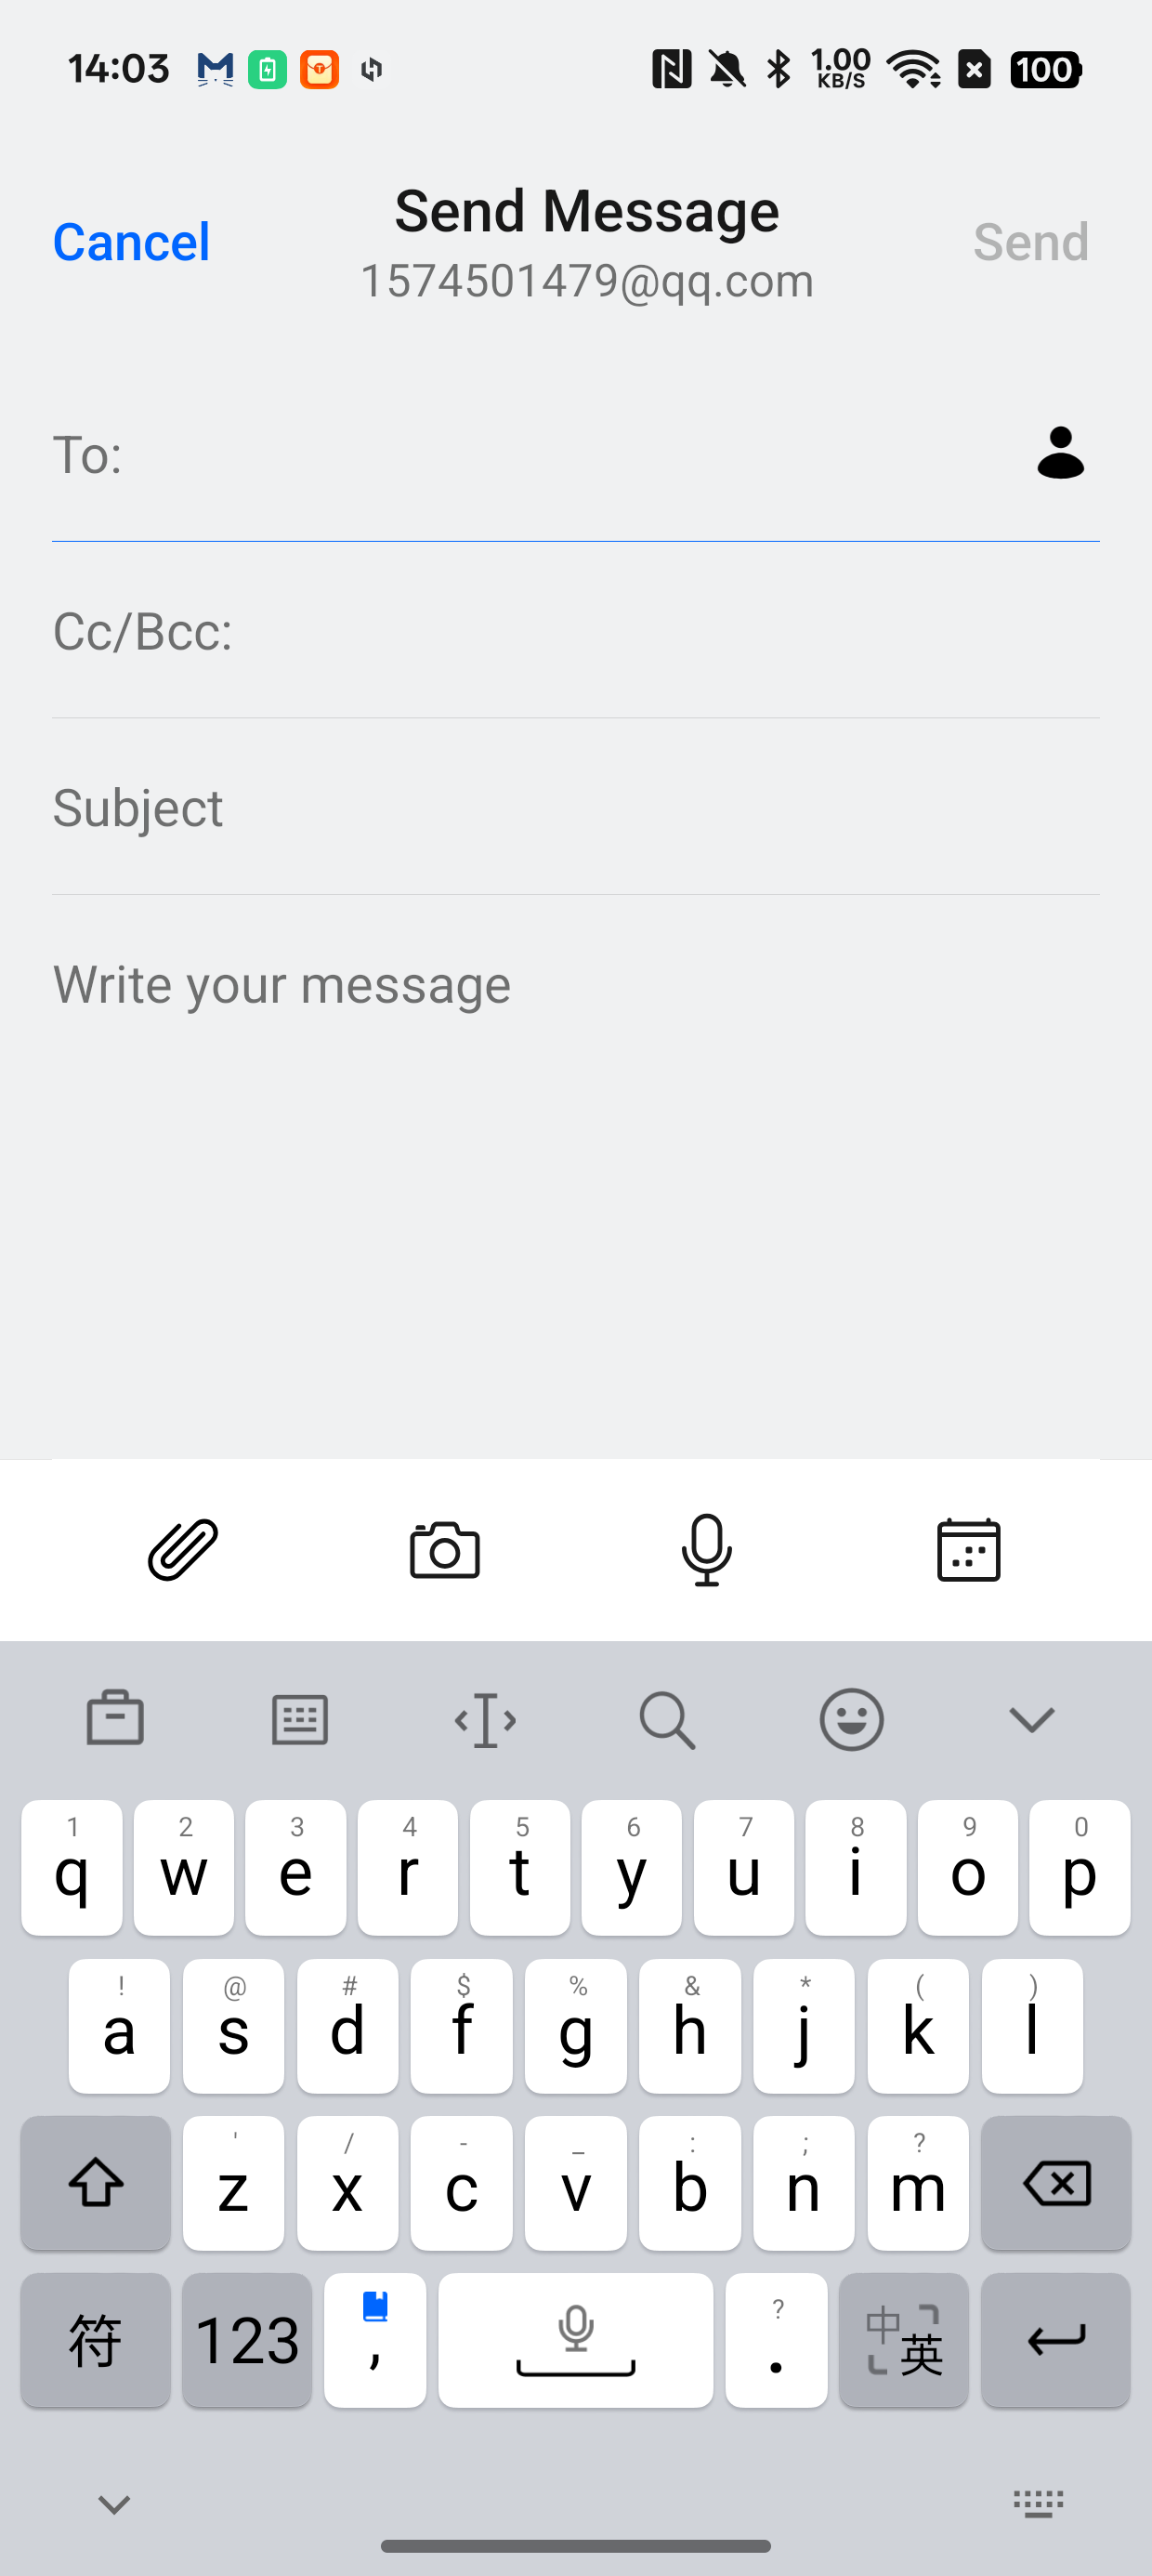 14:03 1.00 KB/S 100
Cancel Send Message Send
1574501479@qq.com
To:
Cc/Bcc:
Subject
Write your message
1 2 3 4 5 6 7 8 9 0
q w e r t y u i o p
! @ # $ % & * ( )
a s d f g h j k l
' / - _ : ; ?
z x c v b n m
符 123 , ? . 中 英